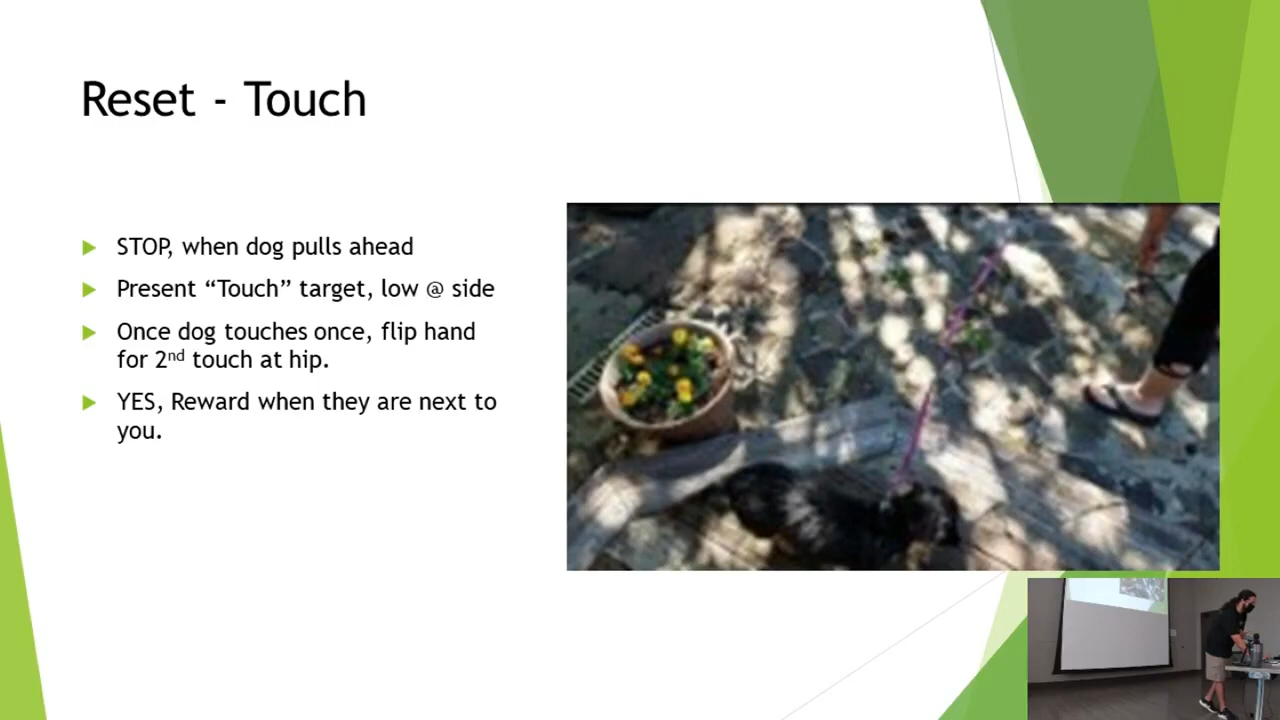 Reset - Touch
STOP, when dog pulls ahead
Present “Touch” target, low @ side
Once dog touches once, flip hand
for 2nd touch at hip.
YES, Reward when they are next to
you.